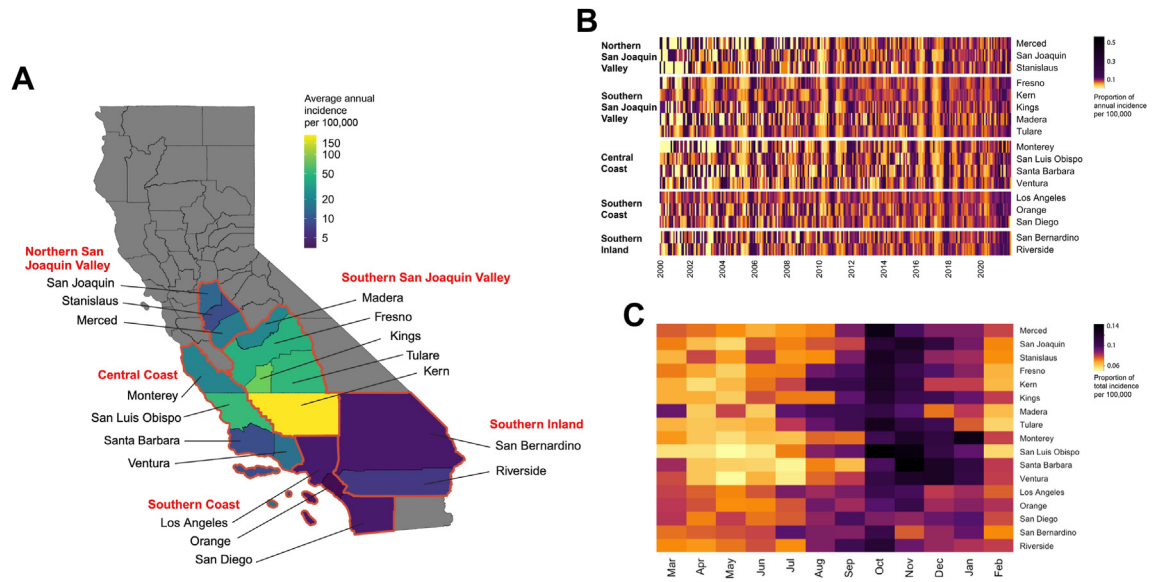 A
Average annual
incidence
per 100,000
150
100
50
20
10
5
Northern San
Joaquin Valley
San Joaquin
Stanislaus
Merced
Southern San Joaquin Valley
Madera
Fresno
Kings
Tulare
Kern
Central Coast
Monterey
San Luis Obispo
Santa Barbara
Ventura
Southern Inland
San Bernardino
Riverside
Southern Coast
Los Angeles
Orange
San Diego
B
Northern
San Joaquin
Valley
Merced
San Joaquin
Stanislaus
Southern
San Joaquin
Valley
Fresno
Kern
Kings
Madera
Tulare
Central
Coast
Monterey
San Luis Obispo
Santa Barbara
Ventura
Southern
Coast
Los Angeles
Orange
San Diego
Southern
Inland
San Bernardino
Riverside
2000
2002
2004
2006
2008
2010
2012
2014
2016
2018
2020
0.5
0.3
0.1
Proportion of
annual incidence
per 100,000
C
Merced
San Joaquin
Stanislaus
Fresno
Kern
Kings
Madera
Tulare
Monterey
San Luis Obispo
Santa Barbara
Ventura
Los Angeles
Orange
San Diego
San Bernardino
Riverside
Mar
Apr
May
Jun
Jul
Aug
Sep
Oct
Nov
Dec
Jan
Feb
0.14
0.1
0.06
Proportion of
total incidence
per 100,000